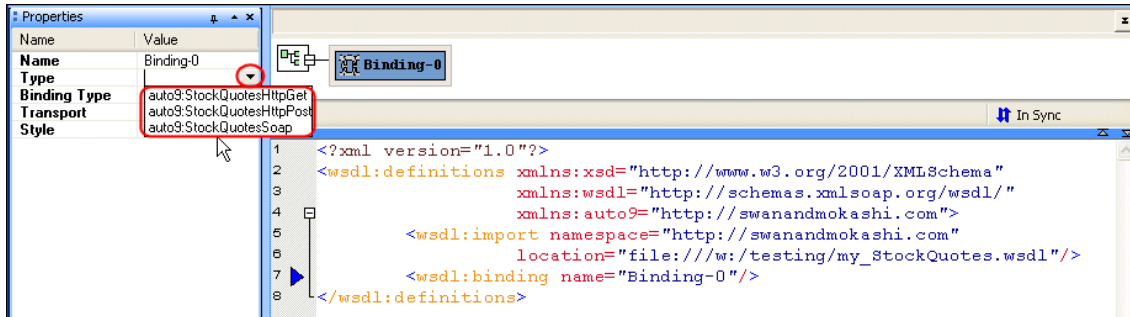 Properties
Name Value
Name Binding-0
Type
Binding Type auto9:StockQuotesHttpGet
Transport auto9:StockQuotesHttpPost
Style auto9:StockQuotesSoap
Binding-0
In Sync
1 <?xml version="1.0"?>
2 <wsdl:definitions xmlns:xsd="http://www.w3.org/2001/XMLSchema"
3 xmlns:wsdl="http://schemas.xmlsoap.org/wsdl/"
4 xmlns:auto9="http://swanandmokashi.com">
5 <wsdl:import namespace="http://swanandmokashi.com"
6 location="file:///w:/testing/my_StockQuotes.wsdl"/>
7 <wsdl:binding name="Binding-0"/>
8 </wsdl:definitions>